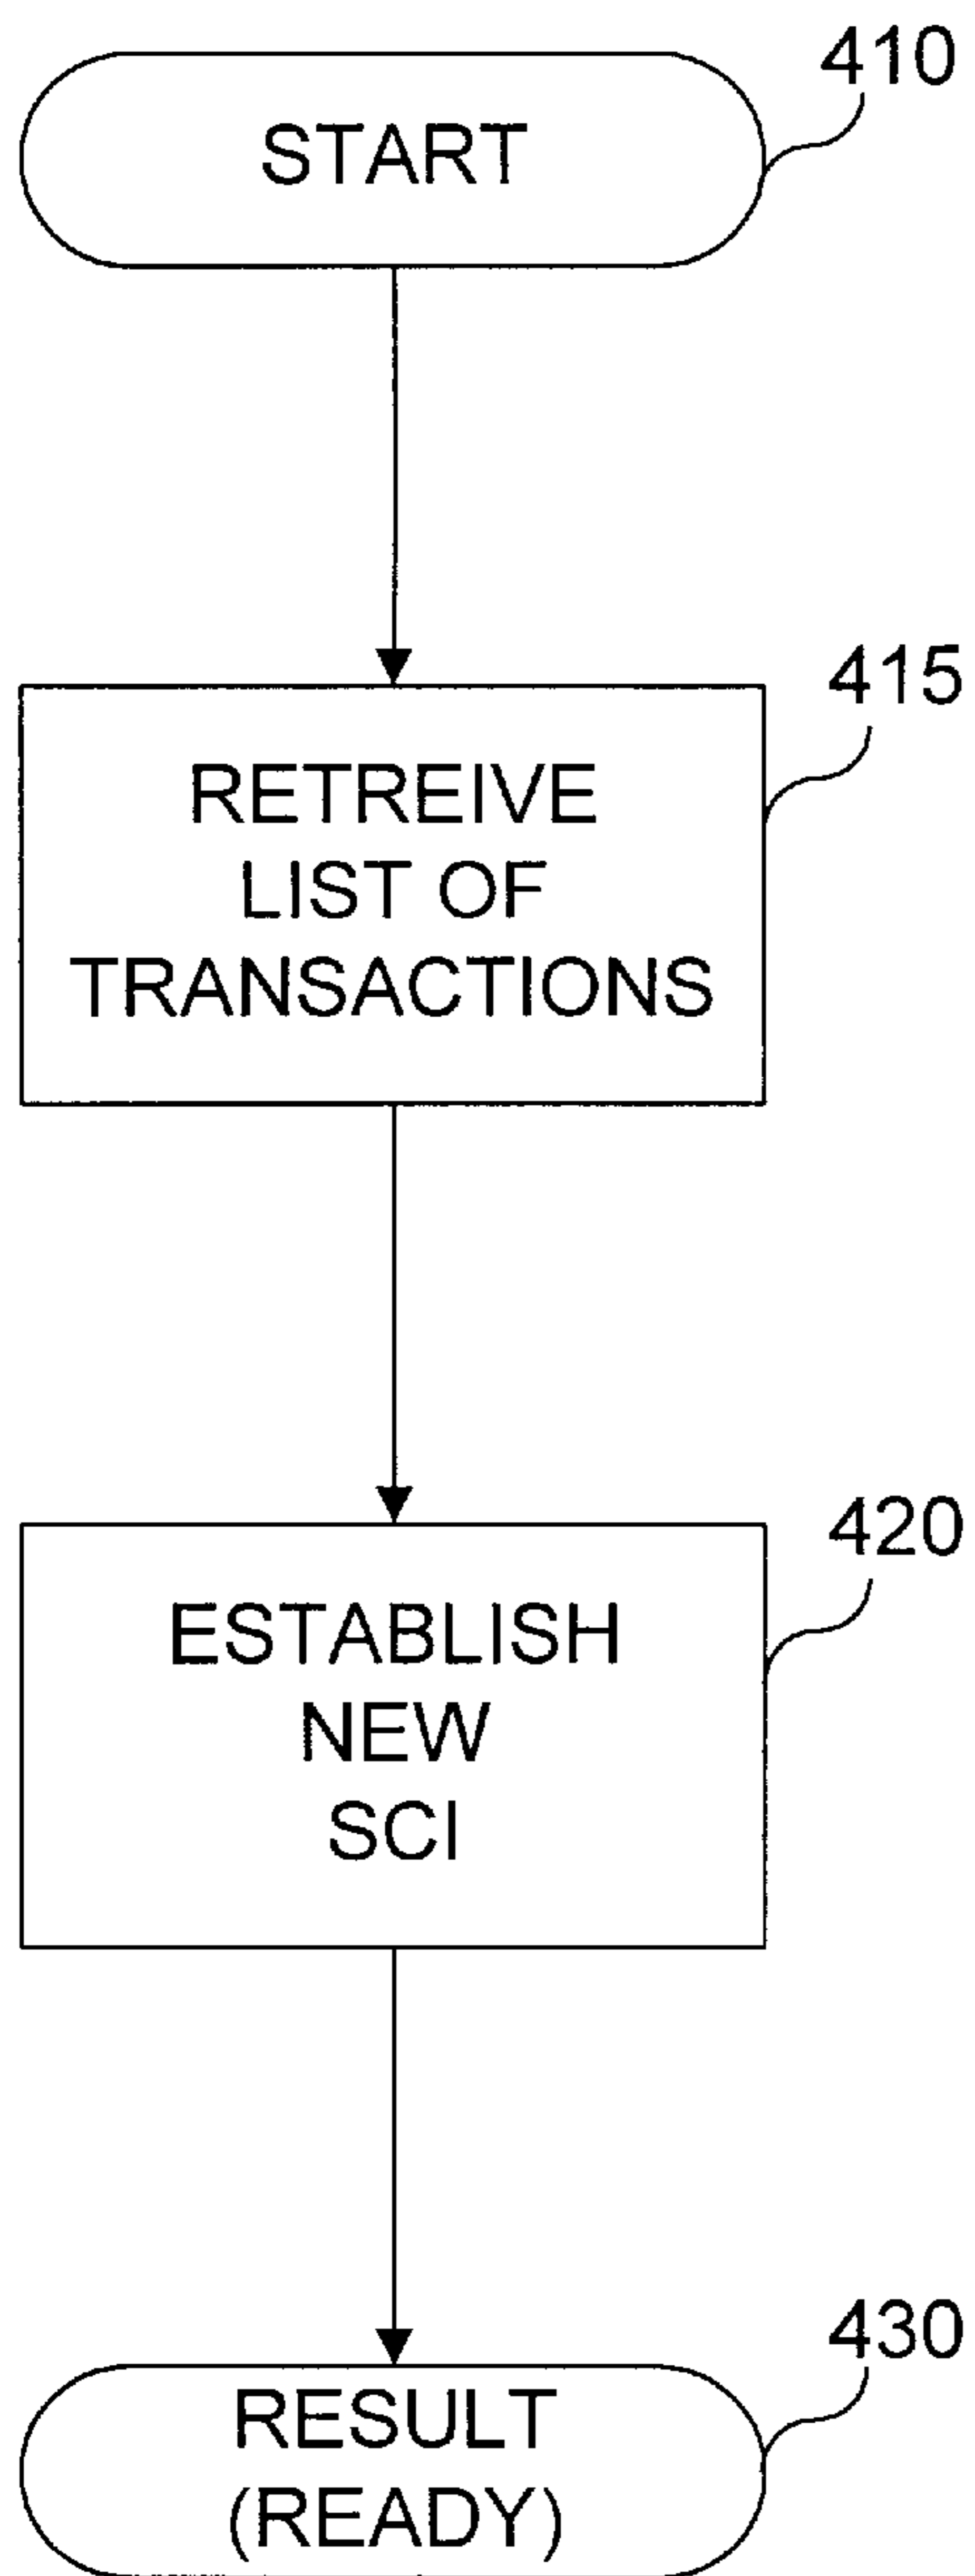 410
START
415
RETREIVE
LIST OF
TRANSACTIONS
420
ESTABLISH
NEW
SCI
430
RESULT
(READY)